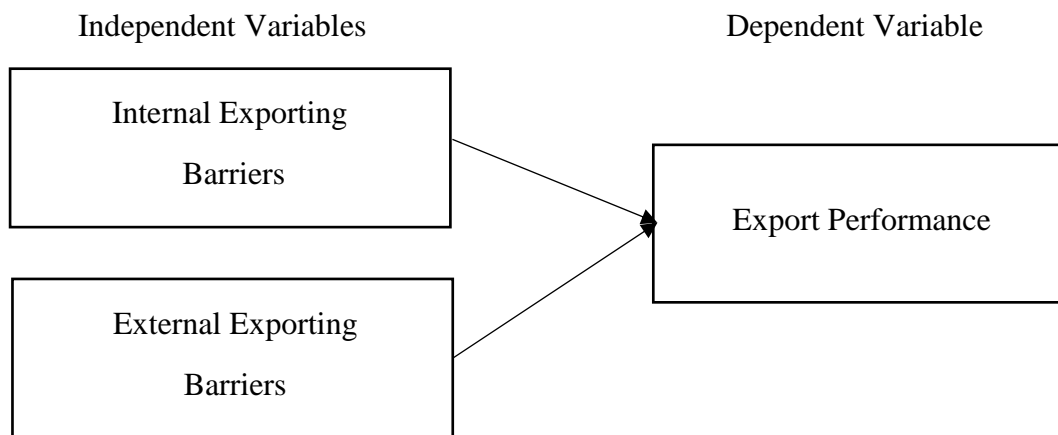 Independent Variables
Dependent Variable
Internal Exporting
Barriers
Export Performance
External Exporting
Barriers